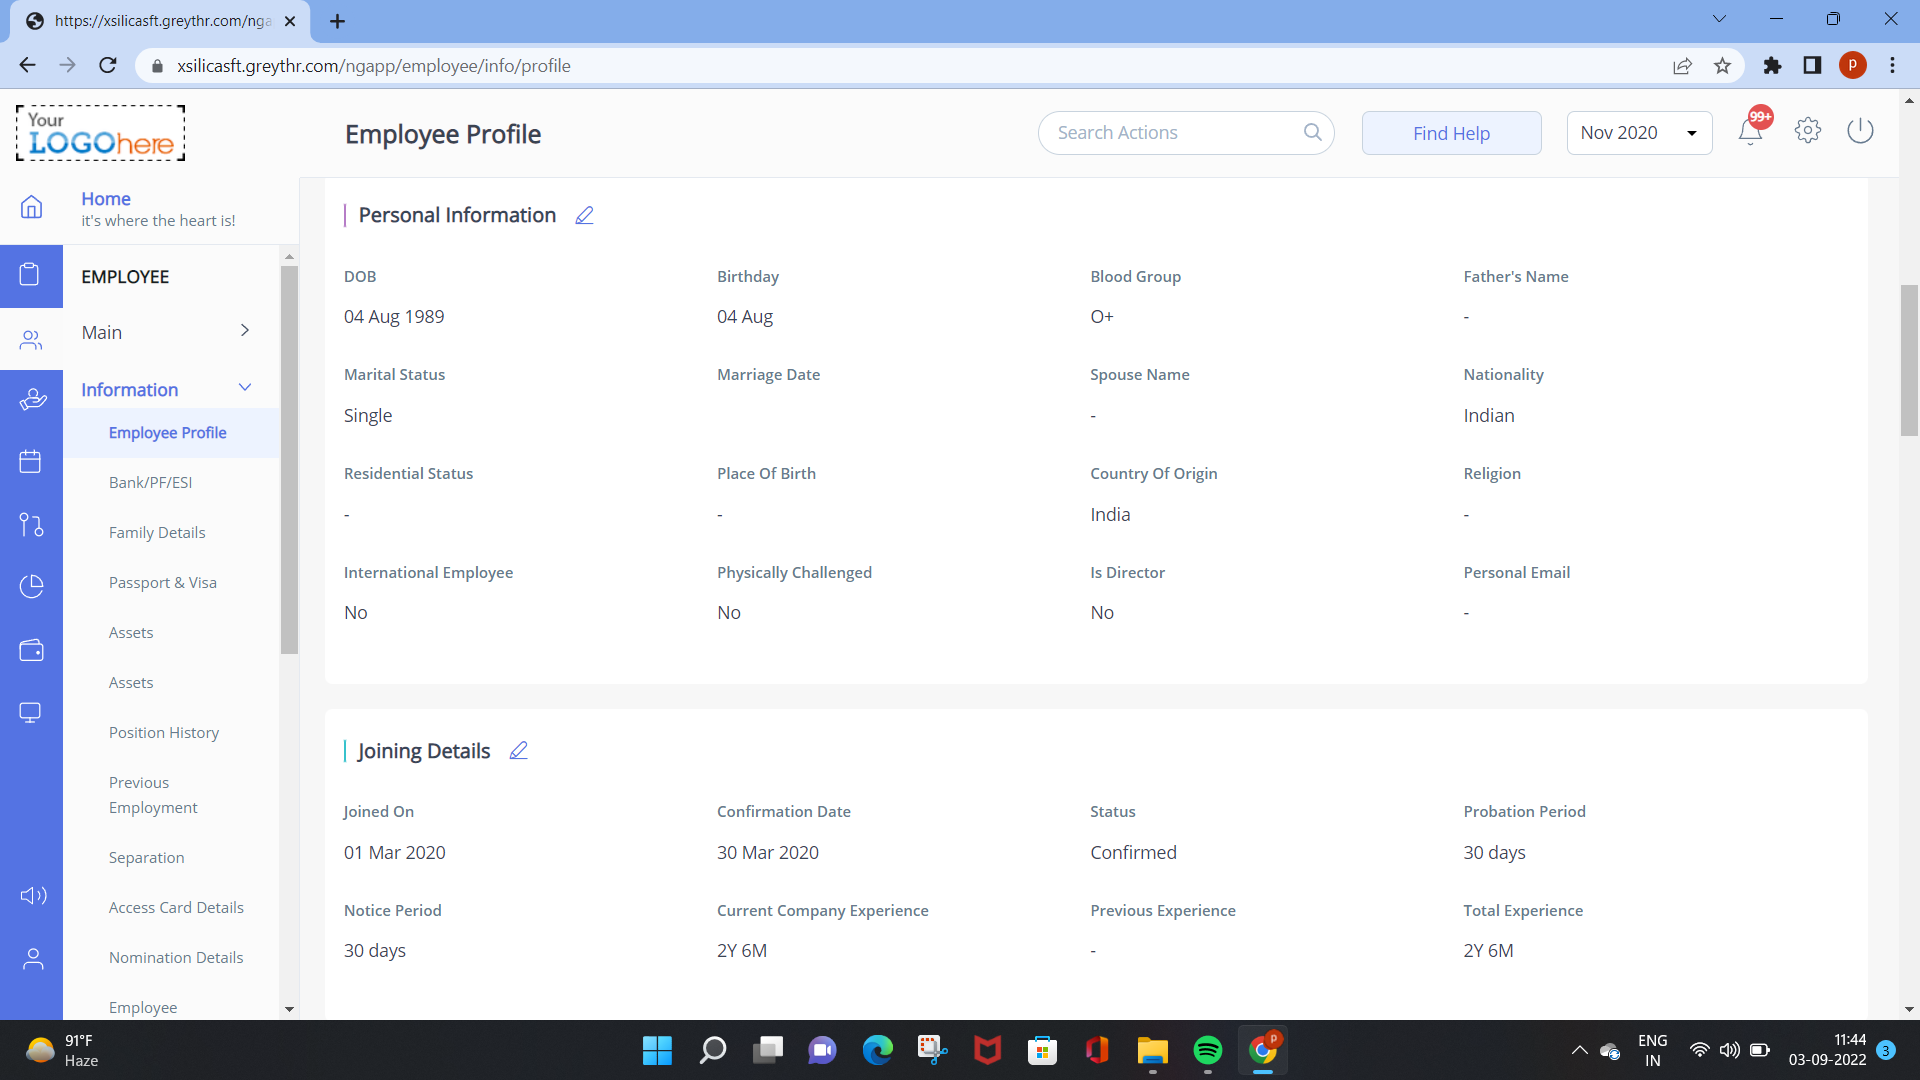 https://xsilicasft.greythr.com/nga
xsilicasft.greythr.com/ngapp/employee/info/profile
P
Your
LOGOhere
Employee Profile
Search Actions
Find Help
Nov 2020
99+
Home
it's where the heart is!
EMPLOYEE
Main
Information
Employee Profile
Bank/PF/ESI
Family Details
Passport & Visa
Assets
Assets
Position History
Previous
Employment
Separation
Access Card Details
Nomination Details
Employee
Personal Information
DOB Birthday Blood Group Father's Name
04 Aug 1989 04 Aug O+ -
Marital Status Marriage Date Spouse Name Nationality
Single - Indian
Residential Status Place Of Birth Country Of Origin Religion
- - India -
International Employee Physically Challenged Is Director Personal Email
No No No -
Joining Details
Joined On Confirmation Date Status Probation Period
01 Mar 2020 30 Mar 2020 Confirmed 30 days
Notice Period Current Company Experience Previous Experience Total Experience
30 days 2Y 6M - 2Y 6M
91°F
Haze
P
ENG
IN
11:44
03-09-2022
3